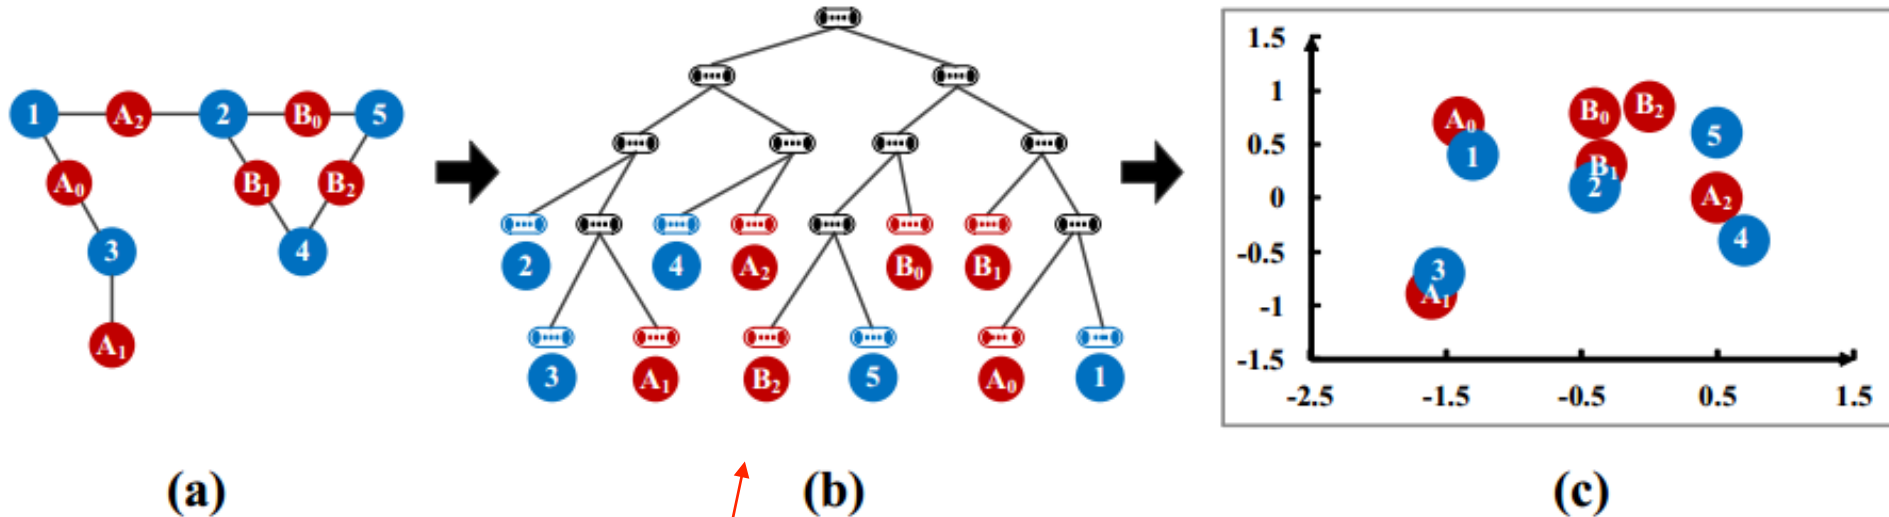 1 A₂ 2 B₀ 5
A₀ B₁ B₂
3 4
A₁
(a)
2 4 A₂ B₀ B₁
3 A₁ B₂ 5 A₀ 1
(b)
1.5
1
0.5
0
-0.5
-1
-1.5
-2.5 -1.5 -0.5 0.5 1.5
A₀ B₀ B₂
1 B₁ 5
2 A₂
3 4
A₁
(c)